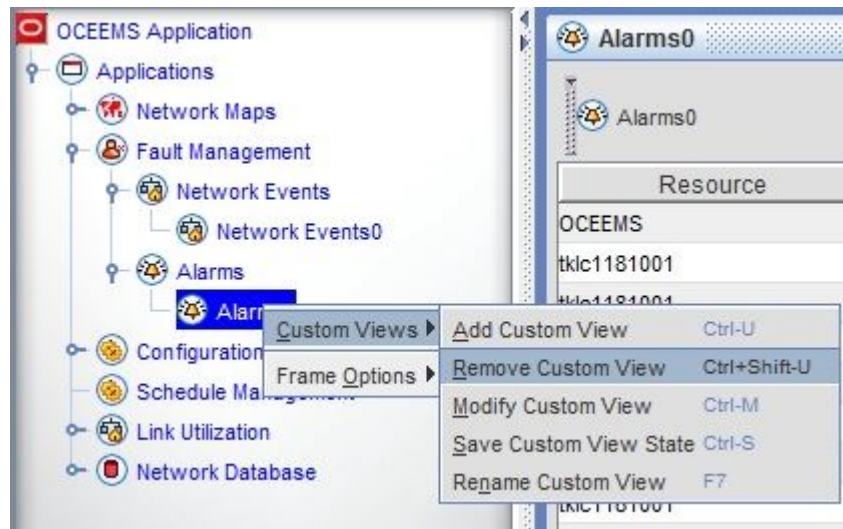 OCEEMS Application
Applications
Network Maps
Fault Management
Network Events
Network Events0
Alarms
Configuration
Schedule
Link Utilization
Network Database
Custom Views
Frame Options
Add Custom View Ctrl-U
Remove Custom View Ctrl+Shift-U
Modify Custom View Ctrl-M
Save Custom View State Ctrl-S
Rename Custom View F7
Alarms0
Alarms0
Resource
OCEEMS
tklc1181001
tklc1181001
tklc1181001